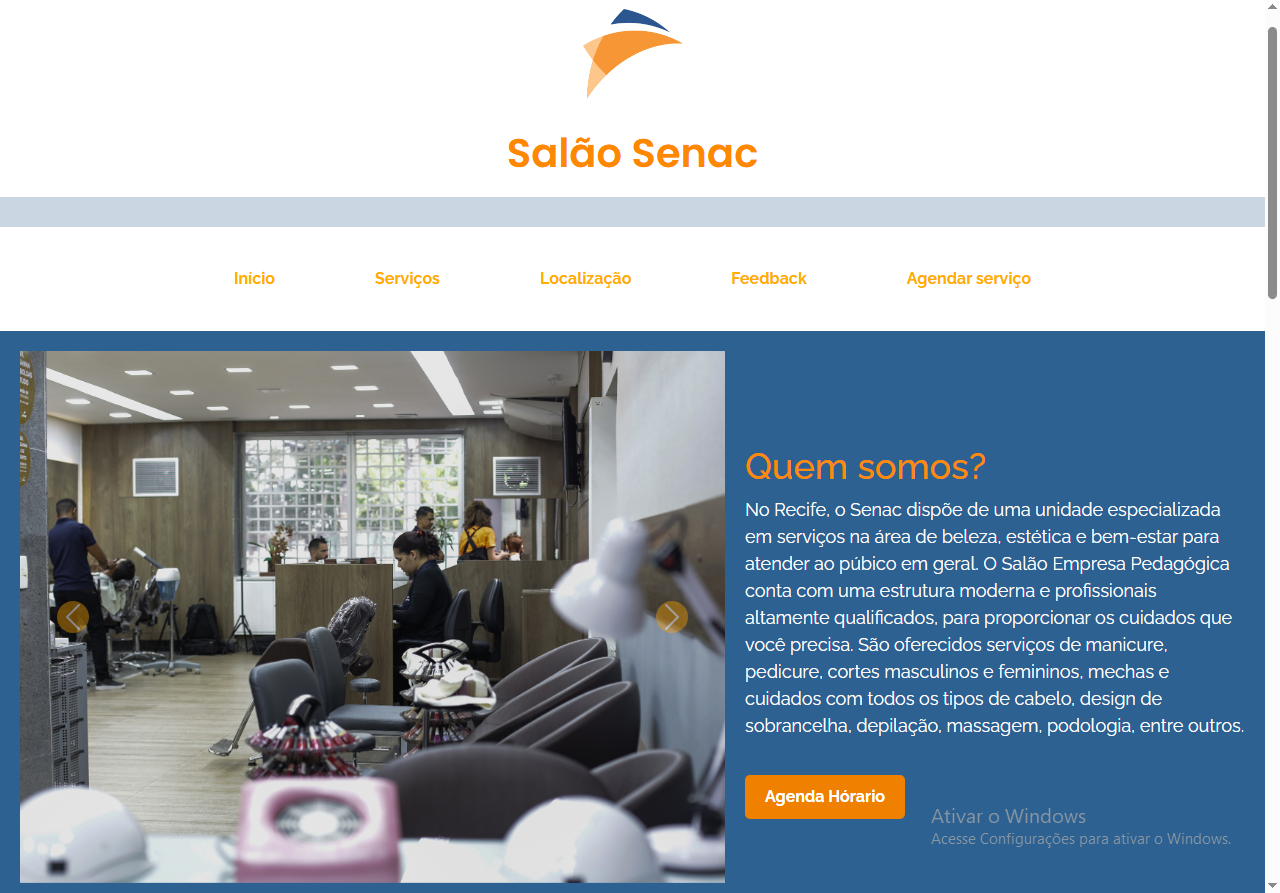 Salão Senac
Início
Serviços
Localização
Feedback
Agendar serviço
Quem somos?
No Recife, o Senac dispõe de uma unidade especializada
em serviços na área de beleza, estética e bem-estar para
atender ao púbico em geral. O Salão Empresa Pedagógica
conta com uma estrutura moderna e profissionais
altamente qualificados, para proporcionar os cuidados que
você precisa. São oferecidos serviços de manicure,
pedicure, cortes masculinos e femininos, mechas e
cuidados com todos os tipos de cabelo, design de
sobrancelha, depilação, massagem, podologia, entre outros.
Agenda Hórario
Ativar o Windows
Acesse Configurações para ativar o Windows.